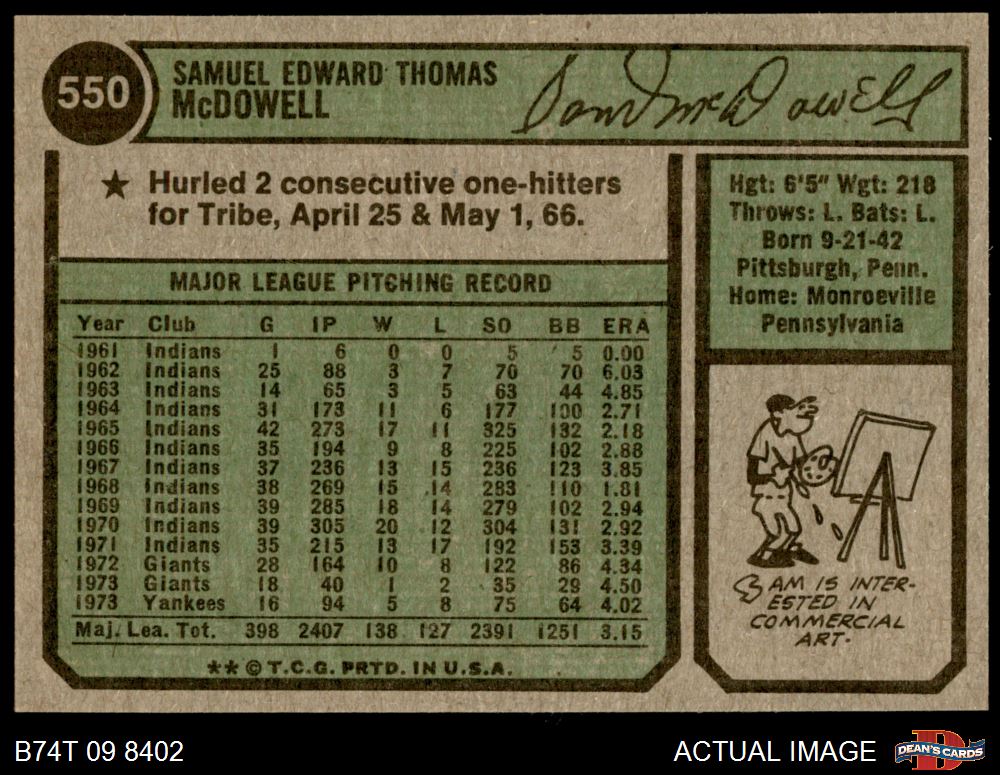 550
SAMUEL EDWARD THOMAS
McDOWELL
Sam McDowell
★ Hurled 2 consecutive one-hitters
for Tribe, April 25 & May 1, 66.
Hgt: 6'5" Wgt: 218
Throws: L. Bats: L.
Born 9-21-42
Pittsburgh, Penn.
Home: Monroeville
Pennsylvania
MAJOR LEAGUE PITCHING RECORD
Year Club G IP W L SO BB ERA
1961 Indians 1 6 0 0 5 5 0.00
1962 Indians 25 88 3 7 70 70 6.03
1963 Indians 14 65 3 5 63 44 4.85
1964 Indians 31 173 11 6 177 100 2.71
1965 Indians 42 273 17 11 325 132 2.18
1966 Indians 35 194 9 8 225 102 2.88
1967 Indians 37 236 13 15 236 123 3.85
1968 Indians 38 269 15 14 283 110 1.81
1969 Indians 39 285 18 14 279 102 2.94
1970 Indians 39 305 20 12 304 131 2.92
1971 Indians 35 215 13 17 192 153 3.39
1972 Giants 28 164 10 8 122 86 4.34
1973 Giants 18 40 1 2 35 29 4.50
1973 Yankees 16 94 5 8 75 64 4.02
Maj. Lea. Tot. 398 2407 138 127 2391 1251 3.15
** © T.C.G. PRTD. IN U.S.A.
SAM IS INTER-
ESTED IN
COMMERCIAL
ART.
B74T 09 8402
ACTUAL IMAGE
DEAN'S CARDS